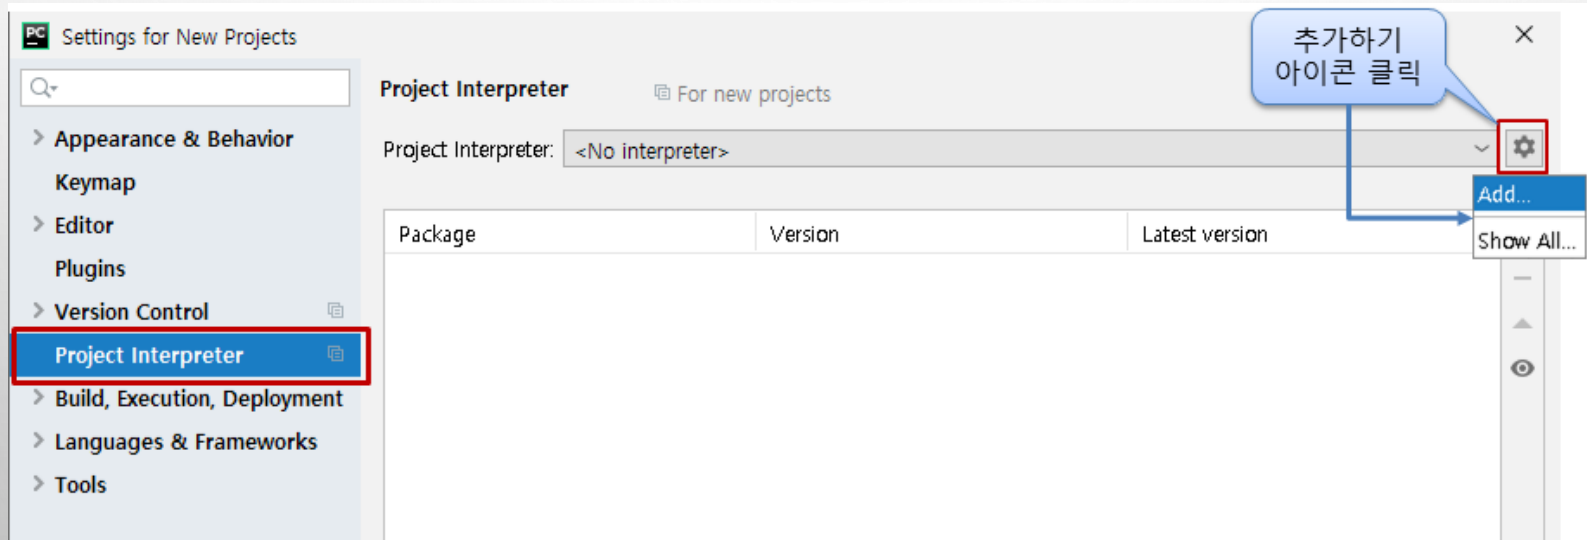 PC Settings for New Projects
추가하기
아이콘 클릭
Project Interpreter
For new projects
Appearance & Behavior
Keymap
Editor
Plugins
Version Control
Project Interpreter
Build, Execution, Deployment
Languages & Frameworks
Tools
Project Interpreter: <No interpreter>
Add...
Show All...
Package Version Latest version